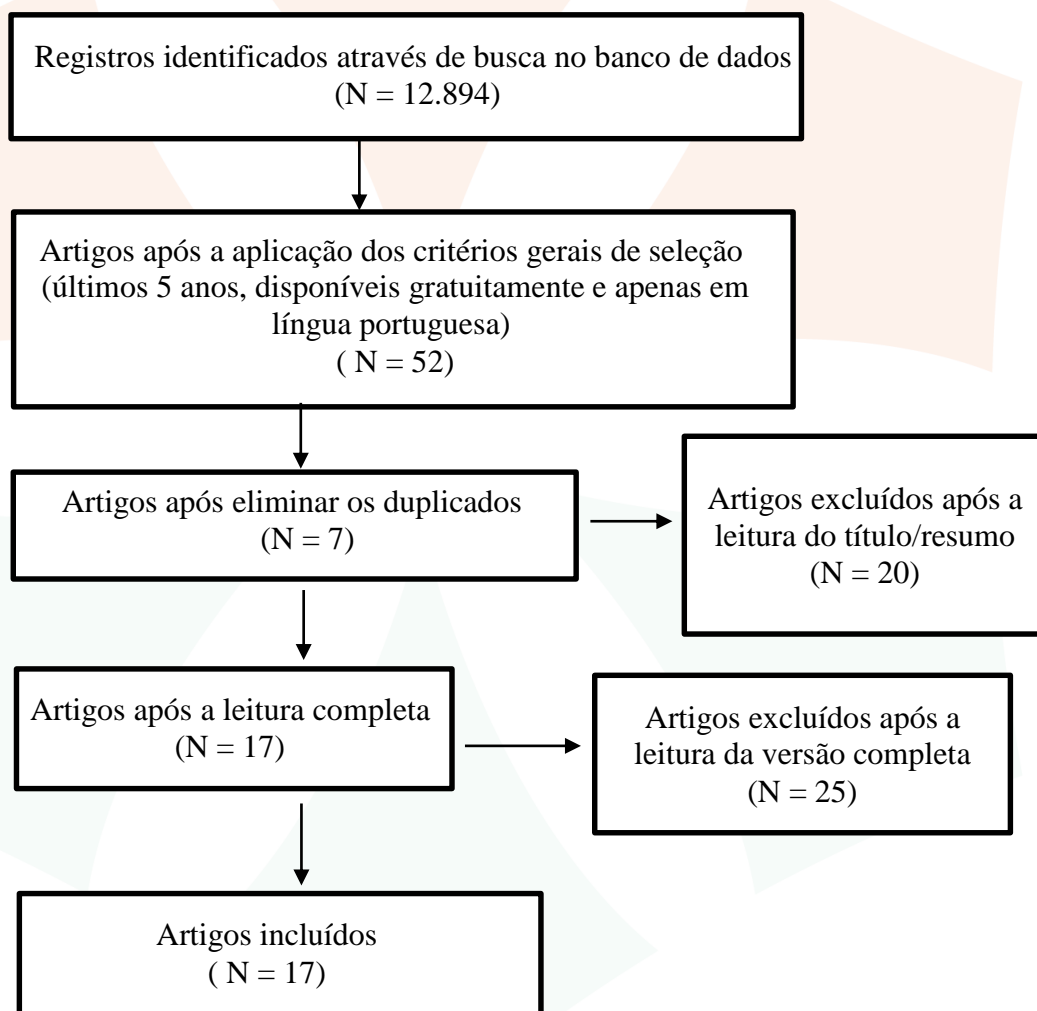 Registros identificados através de busca no banco de dados
(N = 12.894)
Artigos após a aplicação dos critérios gerais de seleção
(últimos 5 anos, disponíveis gratuitamente e apenas em
língua portuguesa)
( N = 52)
Artigos após eliminar os duplicados
(N = 7)
Artigos excluídos após a
leitura do título/resumo
(N = 20)
Artigos após a leitura completa
(N = 17)
Artigos excluídos após a
leitura da versão completa
(N = 25)
Artigos incluídos
( N = 17)